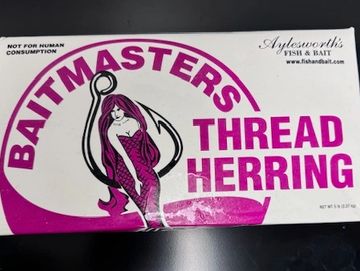 NOT FOR HUMAN
CONSUMPTION
Aylesworth's
FISH & BAIT
www.fishandbait.com
BAITMASTERS
THREAD
HERRING
NET WT 5 lb (2.27 kg)